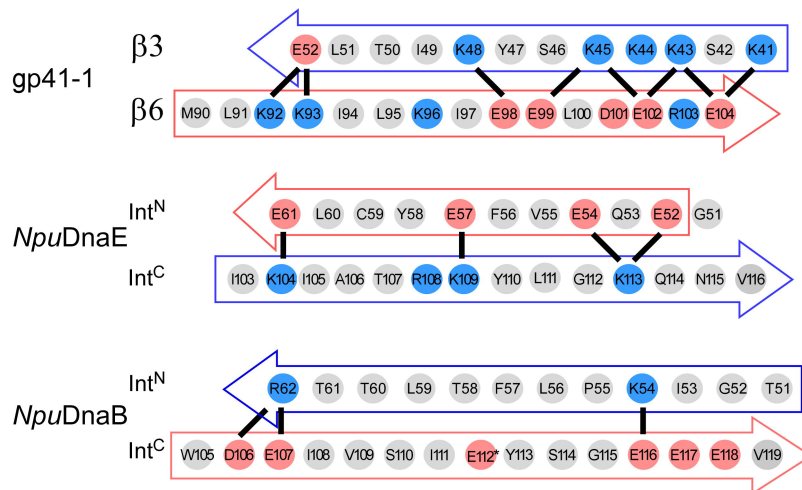 β3
E52 L51 T50 I49 K48 Y47 S46 K45 K44 K43 S42 K41
gp41-1
β6
M90 L91 K92 K93 I94 L95 K96 I97 E98 E99 L100 D101 E102 R103 E104
IntN
E61 L60 C59 Y58 E57 F56 V55 E54 Q53 E52 G51
NpuDnaE
IntC
I103 K104 I105 A106 T107 R108 K109 Y110 L111 G112 K113 Q114 N115 V116
IntN
R62 T61 T60 L59 T58 F57 L56 P55 K54 I53 G52 T51
NpuDnaB
IntC
W105 D106 E107 I108 V109 S110 I111 E112* Y113 S114 G115 E116 E117 E118 V119